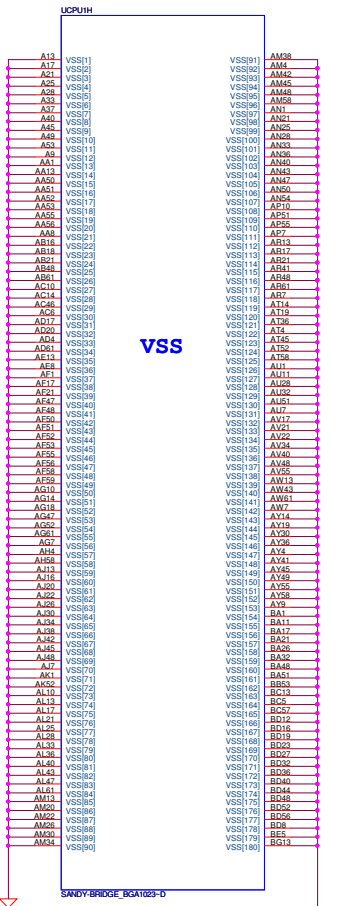 UCPU1H
A13 VSS[1] VSS[91] AM38
A17 VSS[2] VSS[92] AM4
A21 VSS[3] VSS[93] AM42
A25 VSS[4] VSS[94] AM45
A28 VSS[5] VSS[95] AM48
A33 VSS[6] VSS[96] AM58
A37 VSS[7] VSS[97] AN1
A40 VSS[8] VSS[98] AN21
A45 VSS[9] VSS[99] AN25
A49 VSS[10] VSS[100] AN28
A53 VSS[11] VSS[101] AN33
A9 VSS[12] VSS[102] AN36
AA1 VSS[13] VSS[103] AN40
AA13 VSS[14] VSS[104] AN43
AA50 VSS[15] VSS[105] AN47
AA51 VSS[16] VSS[106] AN50
AA52 VSS[17] VSS[107] AN54
AA53 VSS[18] VSS[108] AP10
AA55 VSS[19] VSS[109] AP51
AA56 VSS[20] VSS[110] AP55
AA8 VSS[21] VSS[111] AP7
AB16 VSS[22] VSS[112] AR13
AB18 VSS[23] VSS[113] AR17
AB21 VSS[24] VSS[114] AR21
AB48 VSS[25] VSS[115] AR41
AB61 VSS[26] VSS[116] AR48
AC10 VSS[27] VSS[117] AR61
AC14 VSS[28] VSS[118] AR7
AC46 VSS[29] VSS[119] AT14
AC6 VSS[30] VSS[120] AT19
AD17 VSS[31] VSS[121] AT36
AD20 VSS[32] VSS[122] AT4
AD4 VSS[33] VSS[123] AT45
AD61 VSS[34] VSS[124] AT52
AE13 VSS[35] VSS[125] AT58
AE8 VSS[36] VSS[126] AU1
AF1 VSS[37] VSS[127] AU11
AF17 VSS[38] VSS[128] AU28
AF21 VSS[39] VSS[129] AU32
AF47 VSS[40] VSS[130] AU51
AF48 VSS[41] VSS[131] AU7
AF50 VSS[42] VSS[132] AV17
AF51 VSS[43] VSS[133] AV21
AF52 VSS[44] VSS[134] AV22
AF53 VSS[45] VSS[135] AV34
AF55 VSS[46] VSS[136] AV40
AF56 VSS[47] VSS[137] AV48
AF58 VSS[48] VSS[138] AV55
AF59 VSS[49] VSS[139] AW13
AG10 VSS[50] VSS[140] AW43
AG14 VSS[51] VSS[141] AW61
AG18 VSS[52] VSS[142] AW7
AG47 VSS[53] VSS[143] AY14
AG52 VSS[54] VSS[144] AY19
AG61 VSS[55] VSS[145] AY30
AG7 VSS[56] VSS[146] AY36
AH4 VSS[57] VSS[147] AY4
AH58 VSS[58] VSS[148] AY41
AJ13 VSS[59] VSS[149] AY45
AJ16 VSS[60] VSS[150] AY49
AJ20 VSS[61] VSS[151] AY55
AJ22 VSS[62] VSS[152] AY58
AJ26 VSS[63] VSS[153] AY9
AJ30 VSS[64] VSS[154] BA1
AJ34 VSS[65] VSS[155] BA11
AJ38 VSS[66] VSS[156] BA17
AJ42 VSS[67] VSS[157] BA21
AJ45 VSS[68] VSS[158] BA26
AJ48 VSS[69] VSS[159] BA32
AJ7 VSS[70] VSS[160] BA48
AK1 VSS[71] VSS[161] BA51
AK52 VSS[72] VSS[162] BB53
AL10 VSS[73] VSS[163] BC13
AL13 VSS[74] VSS[164] BC5
AL17 VSS[75] VSS[165] BC57
AL21 VSS[76] VSS[166] BD12
AL25 VSS[77] VSS[167] BD16
AL28 VSS[78] VSS[168] BD19
AL33 VSS[79] VSS[169] BD23
AL36 VSS[80] VSS[170] BD27
AL40 VSS[81] VSS[171] BD32
AL43 VSS[82] VSS[172] BD36
AL47 VSS[83] VSS[173] BD40
AL61 VSS[84] VSS[174] BD44
AM13 VSS[85] VSS[175] BD48
AM20 VSS[86] VSS[176] BD52
AM22 VSS[87] VSS[177] BD56
AM26 VSS[88] VSS[178] BD8
AM30 VSS[89] VSS[179] BE5
AM34 VSS[90] VSS[180] BG13
VSS
SANDY-BRIDGE_BGA1023~D